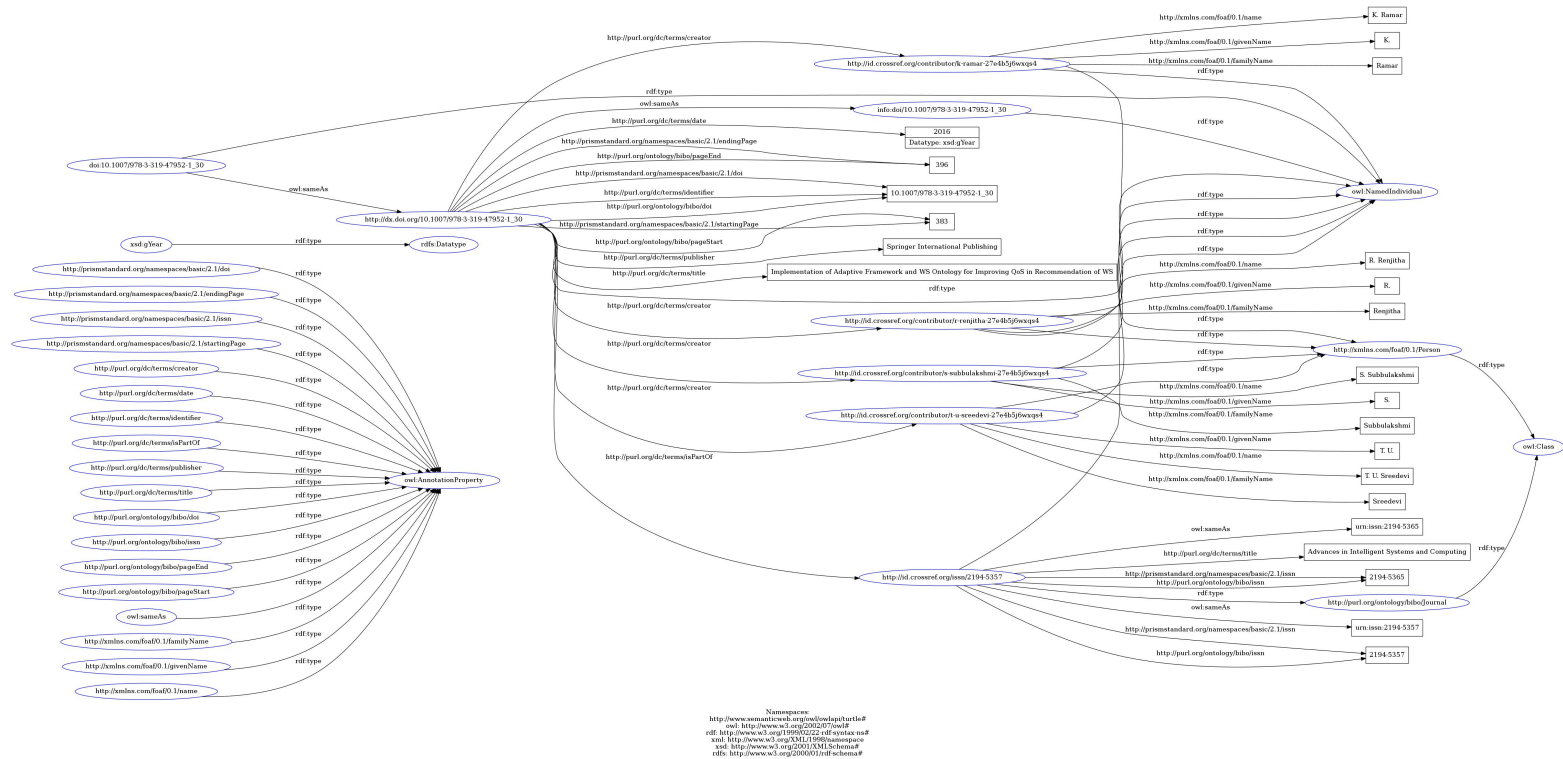 http://xmlns.com/foaf/0.1/name
K. Ramar
http://purl.org/dc/terms/creator
http://xmlns.com/foaf/0.1/givenName
K.
http://id.crossref.org/contributor/k-ramar-27e4b5j6wxqs4
http://xmlns.com/foaf/0.1/familyName
Ramar
rdf:type
rdf:type
owl:sameAs
info:doi/10.1007/978-3-319-47952-1_30
rdf:type
http://purl.org/dc/terms/date
2016
Datatype: xsd:gYear
http://prismstandard.org/namespaces/basic/2.1/endingPage
http://purl.org/ontology/bibo/pageEnd
396
doi:10.1007/978-3-319-47952-1_30
http://prismstandard.org/namespaces/basic/2.1/doi
owl:sameAs
http://purl.org/dc/terms/identifier
10.1007/978-3-319-47952-1_30
owl:NamedIndividual
rdf:type
http://purl.org/ontology/bibo/doi
http://dx.doi.org/10.1007/978-3-319-47952-1_30
http://prismstandard.org/namespaces/basic/2.1/startingPage
383
rdf:type
rdf:type
xsd:gYear
rdf:type
rdfs:Datatype
http://purl.org/ontology/bibo/pageStart
Springer International Publishing
rdf:type
http://purl.org/dc/terms/publisher
http://xmlns.com/foaf/0.1/name
R. Renjitha
http://prismstandard.org/namespaces/basic/2.1/doi
rdf:type
http://purl.org/dc/terms/title
Implementation of Adaptive Framework and WS Ontology for Improving QoS in Recommendation of WS
http://xmlns.com/foaf/0.1/givenName
R.
rdf:type
http://prismstandard.org/namespaces/basic/2.1/endingPage
rdf:type
http://purl.org/dc/terms/creator
http://xmlns.com/foaf/0.1/familyName
Renjitha
http://prismstandard.org/namespaces/basic/2.1/issn
rdf:type
http://id.crossref.org/contributor/r-renjitha-27e4b5j6wxqs4
rdf:type
rdf:type
http://prismstandard.org/namespaces/basic/2.1/startingPage
rdf:type
http://purl.org/dc/terms/creator
http://xmlns.com/foaf/0.1/Person
rdf:type
rdf:type
http://purl.org/dc/terms/creator
rdf:type
http://id.crossref.org/contributor/s-subbulakshmi-27e4b5j6wxqs4
rdf:type
S. Subbulakshmi
http://purl.org/dc/terms/creator
http://xmlns.com/foaf/0.1/name
http://purl.org/dc/terms/date
rdf:type
http://xmlns.com/foaf/0.1/givenName
S.
http://id.crossref.org/contributor/t-u-sreedevi-27e4b5j6wxqs4
http://xmlns.com/foaf/0.1/familyName
http://purl.org/dc/terms/identifier
rdf:type
Subbulakshmi
http://purl.org/dc/terms/isPartOf
rdf:type
http://xmlns.com/foaf/0.1/givenName
T. U.
owl:Class
http://purl.org/dc/terms/isPartOf
http://xmlns.com/foaf/0.1/name
http://purl.org/dc/terms/publisher
rdf:type
T. U. Sreedevi
owl:AnnotationProperty
http://xmlns.com/foaf/0.1/familyName
rdf:type
http://purl.org/dc/terms/title
rdf:type
Sreedevi
http://purl.org/ontology/bibo/doi
rdf:type
owl:sameAs
urn:issn:2194-5365
http://purl.org/ontology/bibo/issn
rdf:type
http://purl.org/dc/terms/title
Advances in Intelligent Systems and Computing
rdf:type
http://purl.org/ontology/bibo/pageEnd
rdf:type
http://id.crossref.org/issn/2194-5357
http://prismstandard.org/namespaces/basic/2.1/issn
2194-5365
http://purl.org/ontology/bibo/issn
http://purl.org/ontology/bibo/pageStart
rdf:type
rdf:type
http://purl.org/ontology/bibo/Journal
owl:sameAs
rdf:type
owl:sameAs
http://prismstandard.org/namespaces/basic/2.1/issn
urn:issn:2194-5357
http://xmlns.com/foaf/0.1/familyName
rdf:type
http://purl.org/ontology/bibo/issn
2194-5357
http://xmlns.com/foaf/0.1/givenName
rdf:type
http://xmlns.com/foaf/0.1/name
Namespaces:
http://www.semanticweb.org/owl/owlapi/turtle#
owl: http://www.w3.org/2002/07/owl#
rdf: http://www.w3.org/1999/02/22-rdf-syntax-ns#
xml: http://www.w3.org/XML/1998/namespace
xsd: http://www.w3.org/2001/XMLSchema#
rdfs: http://www.w3.org/2000/01/rdf-schema#